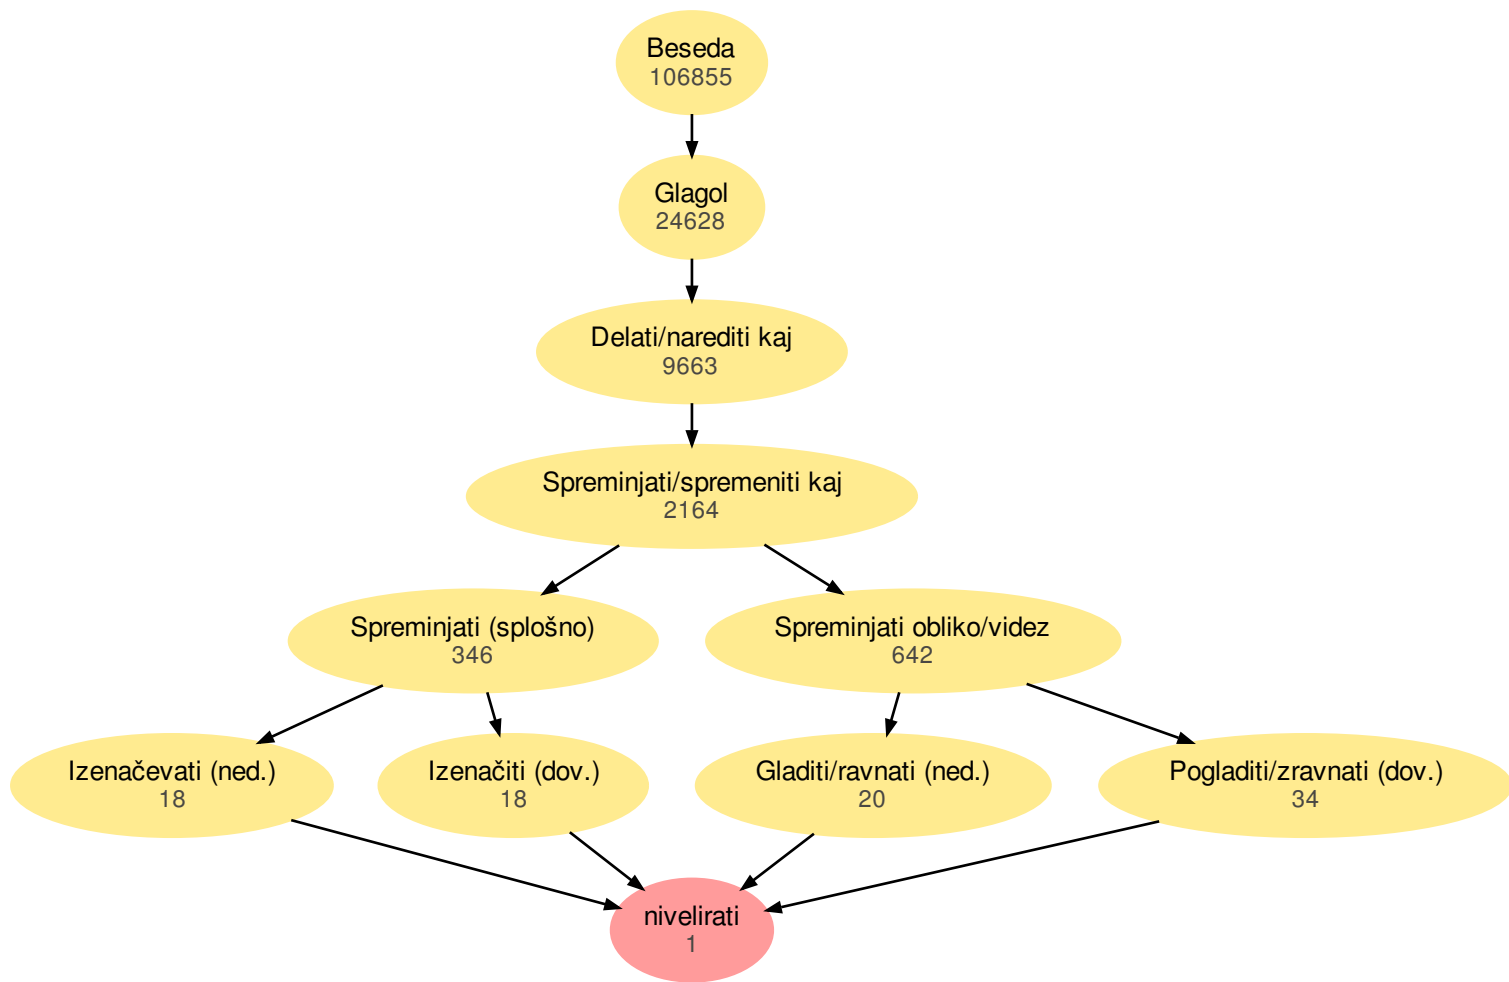 Beseda
106855
Glagol
24628
Delati/narediti kaj
9663
Spreminjati/spremeniti kaj
2164
Spreminjati (splošno)
346
Spreminjati obliko/videz
642
Izenačevati (ned.)
18
Izenačiti (dov.)
18
Gladiti/ravnati (ned.)
20
Pogladiti/zravnati (dov.)
34
nivelirati
1